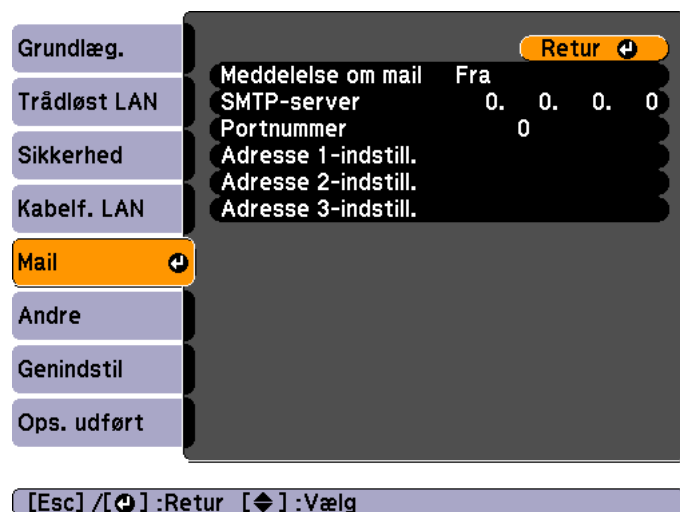 Grundlæg.
Trådløst LAN
Sikkerhed
Kabelf. LAN
Mail
Andre
Genindstil
Ops. udført
Retur
Meddelelse om mail Fra
SMTP-server 0. 0. 0. 0
Portnummer 0
Adresse 1-indstill.
Adresse 2-indstill.
Adresse 3-indstill.
[Esc] /[ ] :Retur [ ] :Vælg